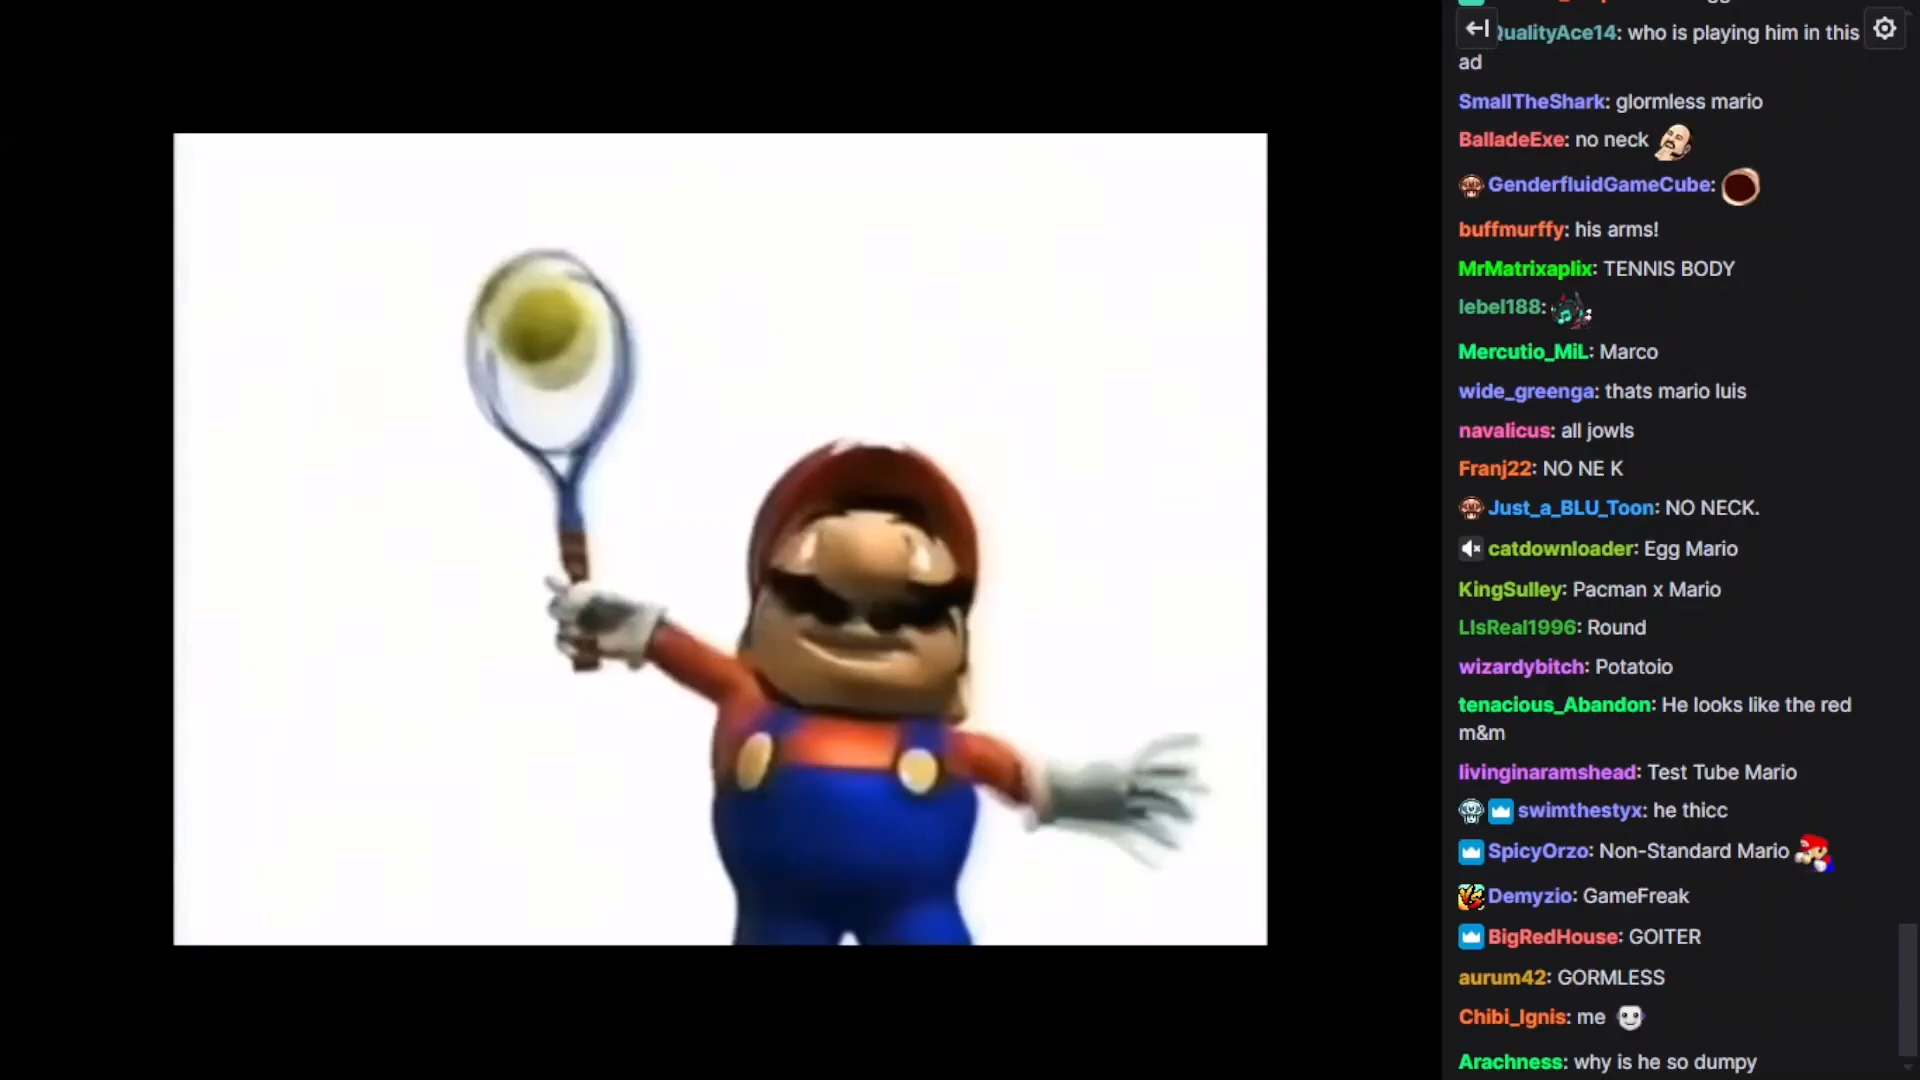 QualityAce14: who is playing him in this
ad
SmallTheShark: glormless mario
BalladeExe: no neck
GenderfluidGameCube:
buffmurffy: his arms!
MrMatrixaplix: TENNIS BODY
lebel188:
Mercutio_MiL: Marco
wide_greenga: thats mario luis
navalicus: all jowls
Franj22: NO NE K
Just_a_BLU_Toon: NO NECK.
catdownloader: Egg Mario
KingSulley: Pacman x Mario
LIsReal1996: Round
wizardybitch: Potatoio
tenacious_Abandon: He looks like the red
m&m
livinginaramshead: Test Tube Mario
swimthestyx: he thicc
SpicyOrzo: Non-Standard Mario
Demyzio: GameFreak
BigRedHouse: GOITER
aurum42: GORMLESS
Chibi_Ignis: me
Arachness: why is he so dumpy